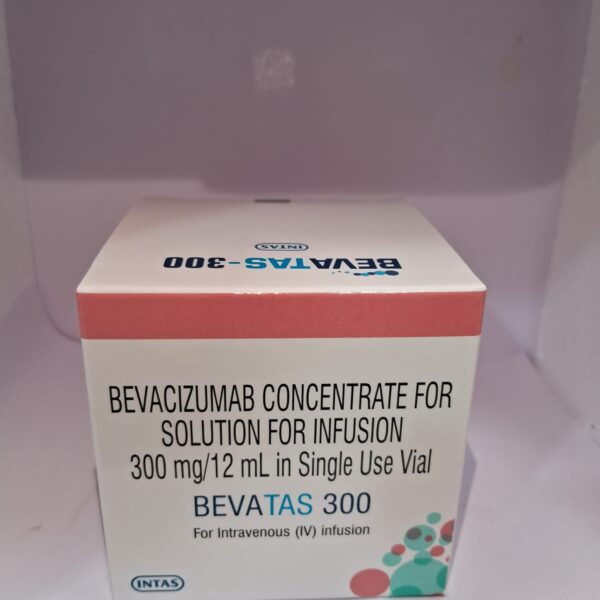 INTAS
BEVATAS-300
BEVACIZUMAB CONCENTRATE FOR
SOLUTION FOR INFUSION
300 mg/12 mL in Single Use Vial
BEVATAS 300
For Intravenous (IV) infusion
INTAS